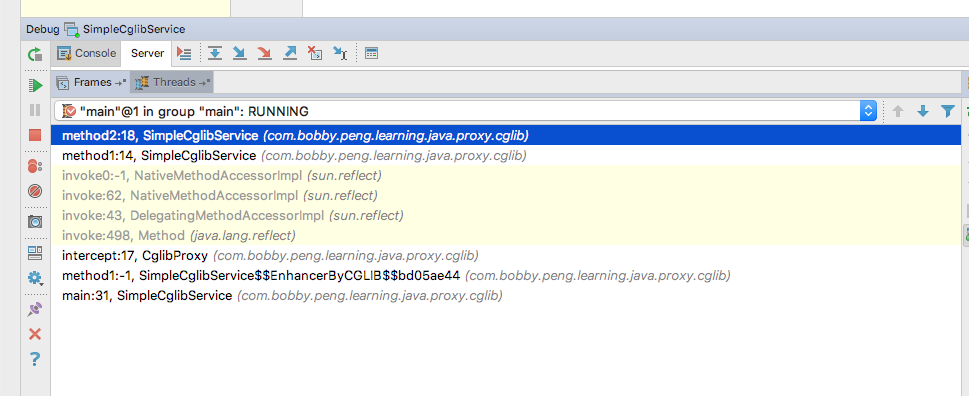 Debug SimpleCglibService
Console Server
Frames Threads
"main"@1 in group "main": RUNNING
method2:18, SimpleCglibService (com.bobby.peng.learning.java.proxy.cglib)
method1:14, SimpleCglibService (com.bobby.peng.learning.java.proxy.cglib)
invoke0:-1, NativeMethodAccessorImpl (sun.reflect)
invoke:62, NativeMethodAccessorImpl (sun.reflect)
invoke:43, DelegatingMethodAccessorImpl (sun.reflect)
invoke:498, Method (java.lang.reflect)
intercept:17, CglibProxy (com.bobby.peng.learning.java.proxy.cglib)
method1:-1, SimpleCglibService$$EnhancerByCGLIB$$bd05ae44 (com.bobby.peng.learning.java.proxy.cglib)
main:31, SimpleCglibService (com.bobby.peng.learning.java.proxy.cglib)